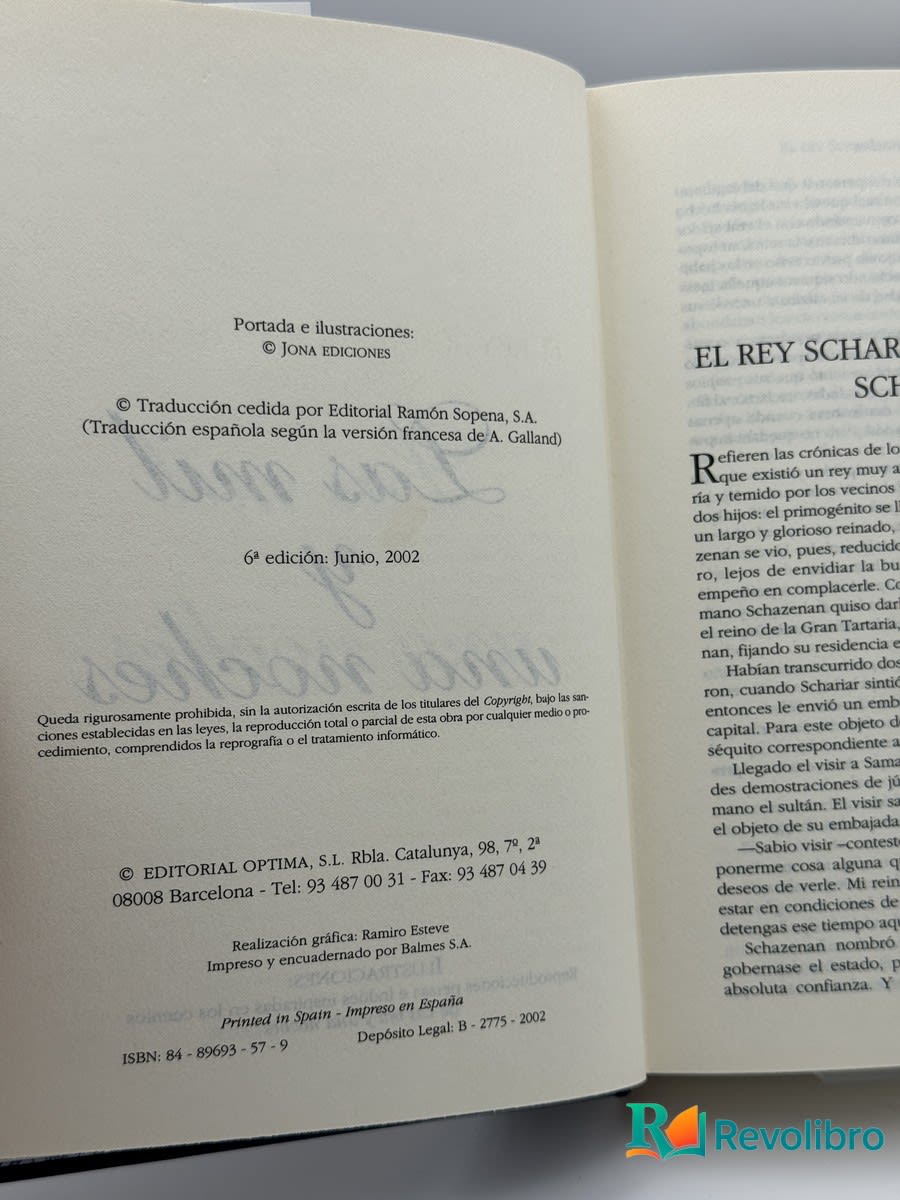 Portada e ilustraciones:
© JONA EDICIONES
© Traducción cedida por Editorial Ramón Sopena, S.A.
(Traducción española según la versión francesa de A. Galland)
6ª edición: Junio, 2002
Queda rigurosamente prohibida, sin la autorización escrita de los titulares del Copyright, bajo las san-
ciones establecidas en las leyes, la reproducción total o parcial de esta obra por cualquier medio o pro-
cedimiento, comprendidos la reprografía o el tratamiento informático.
© EDITORIAL OPTIMA, S.L. Rbla. Catalunya, 98, 7º, 2ª
08008 Barcelona - Tel: 93 487 00 31 - Fax: 93 487 04 39
Realización gráfica: Ramiro Esteve
Impreso y encuadernado por Balmes S.A.
Printed in Spain - Impreso en España
ISBN: 84 - 89693 - 57 - 9
Depósito Legal: B - 2775 - 2002
EL REY SCHAR
SCH
Refieren las crónicas de lo
que existió un rey muy a
ría y temido por los vecinos
dos hijos: el primogénito se ll
un largo y glorioso reinado,
zenan se vio, pues, reducido
ro, lejos de envidiar la bu
empeño en complacerle. Co
mano Schazenan quiso darl
el reino de la Gran Tartaria,
nan, fijando su residencia e
Habían transcurrido dos
ron, cuando Schariar sintió
entonces le envió un emb
capital. Para este objeto d
séquito correspondiente a
Llegado el visir a Sama
des demostraciones de jú
mano el sultán. El visir sa
el objeto de su embajada
—Sabio visir –contestó
ponerme cosa alguna q
deseos de verle. Mi rein
estar en condiciones de
detengas ese tiempo aqu
Schazenan nombró
gobernase el estado, p
absoluta confianza. Y
Revolibro